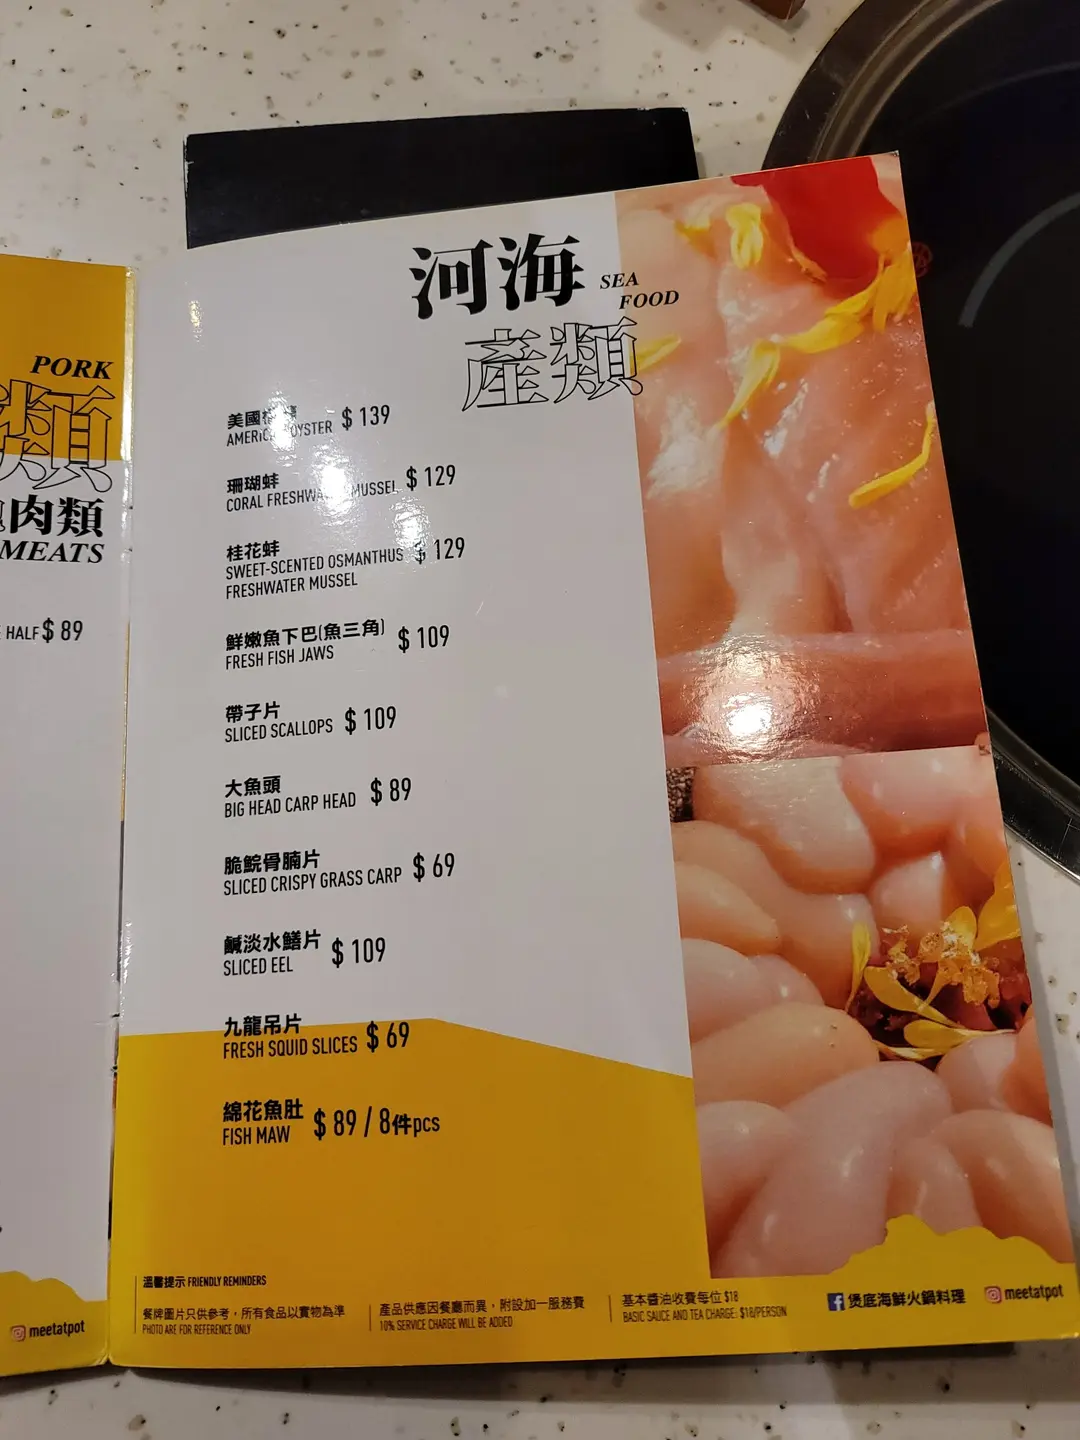 PORK
類
肉類
MEATS
HALF $ 89
meetatpot
河海
SEA
FOOD
產類
美國 $ 139
OYSTER
珊瑚蚌 $ 129
CORAL MUSSEL
桂花蚌 $ 129
SWEET-SCENTED OSMANTHUS
FRESHWATER MUSSEL
鮮嫩魚下巴(魚三角) $ 109
FRESH FISH JAWS
帶子片
SLICED SCALLOPS $ 109
大魚頭
BIG HEAD CARP HEAD $ 89
脆鯇骨腩片
SLICED CRISPY GRASS CARP $ 69
鹹淡水鱔片
SLICED EEL $ 109
九龍吊片
FRESH SQUID SLICES $ 69
綿花魚肚
FISH MAW $ 89 / 8件pcs
溫馨提示 FRIENDLY REMINDERS
餐牌圖片只供參考，所有食品以實物為準
PHOTO ARE FOR REFERENCE ONLY
產品供應因餐廳而異，附設加一服務費
10% SERVICE CHARGE WILL BE ADDED
基本醬油收費每位 $18
BASIC SAUCE AND TEA CHARGE: $18/PERSON
煲底海鮮火鍋料理
meetatpot